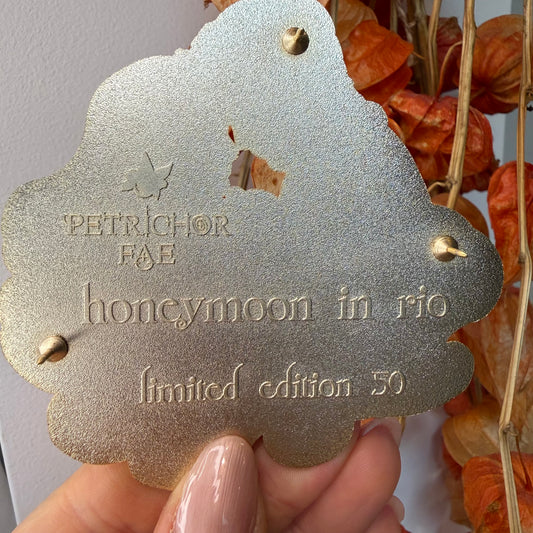 PETRICHOR
FAE
honeymoon in rio
limited edition 50